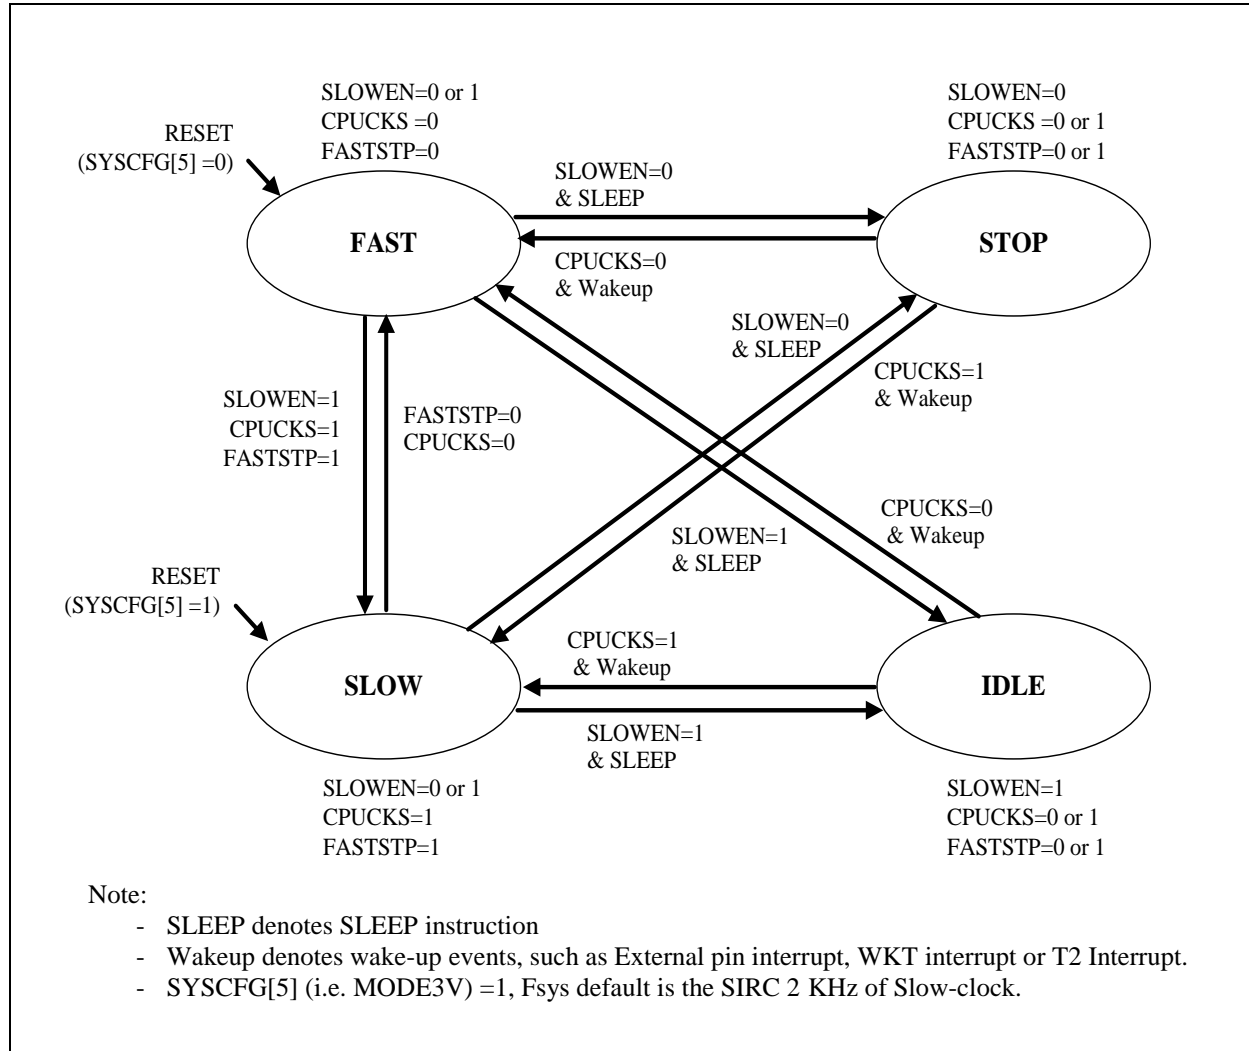 SLOWEN=0 or 1
CPUCKS =0
FASTSTP=0
SLOWEN=0
CPUCKS =0 or 1
FASTSTP=0 or 1
RESET
(SYSCFG[5] =0)
SLOWEN=0
& SLEEP
FAST
STOP
CPUCKS=0
& Wakeup
SLOWEN=0
& SLEEP
CPUCKS=1
& Wakeup
SLOWEN=1
CPUCKS=1
FASTSTP=1
FASTSTP=0
CPUCKS=0
CPUCKS=0
& Wakeup
SLOWEN=1
& SLEEP
RESET
(SYSCFG[5] =1)
CPUCKS=1
& Wakeup
SLOW
IDLE
SLOWEN=1
& SLEEP
SLOWEN=0 or 1
CPUCKS=1
FASTSTP=1
SLOWEN=1
CPUCKS=0 or 1
FASTSTP=0 or 1
Note:
- SLEEP denotes SLEEP instruction
- Wakeup denotes wake-up events, such as External pin interrupt, WKT interrupt or T2 Interrupt.
- SYSCFG[5] (i.e. MODE3V) =1, Fsys default is the SIRC 2 KHz of Slow-clock.